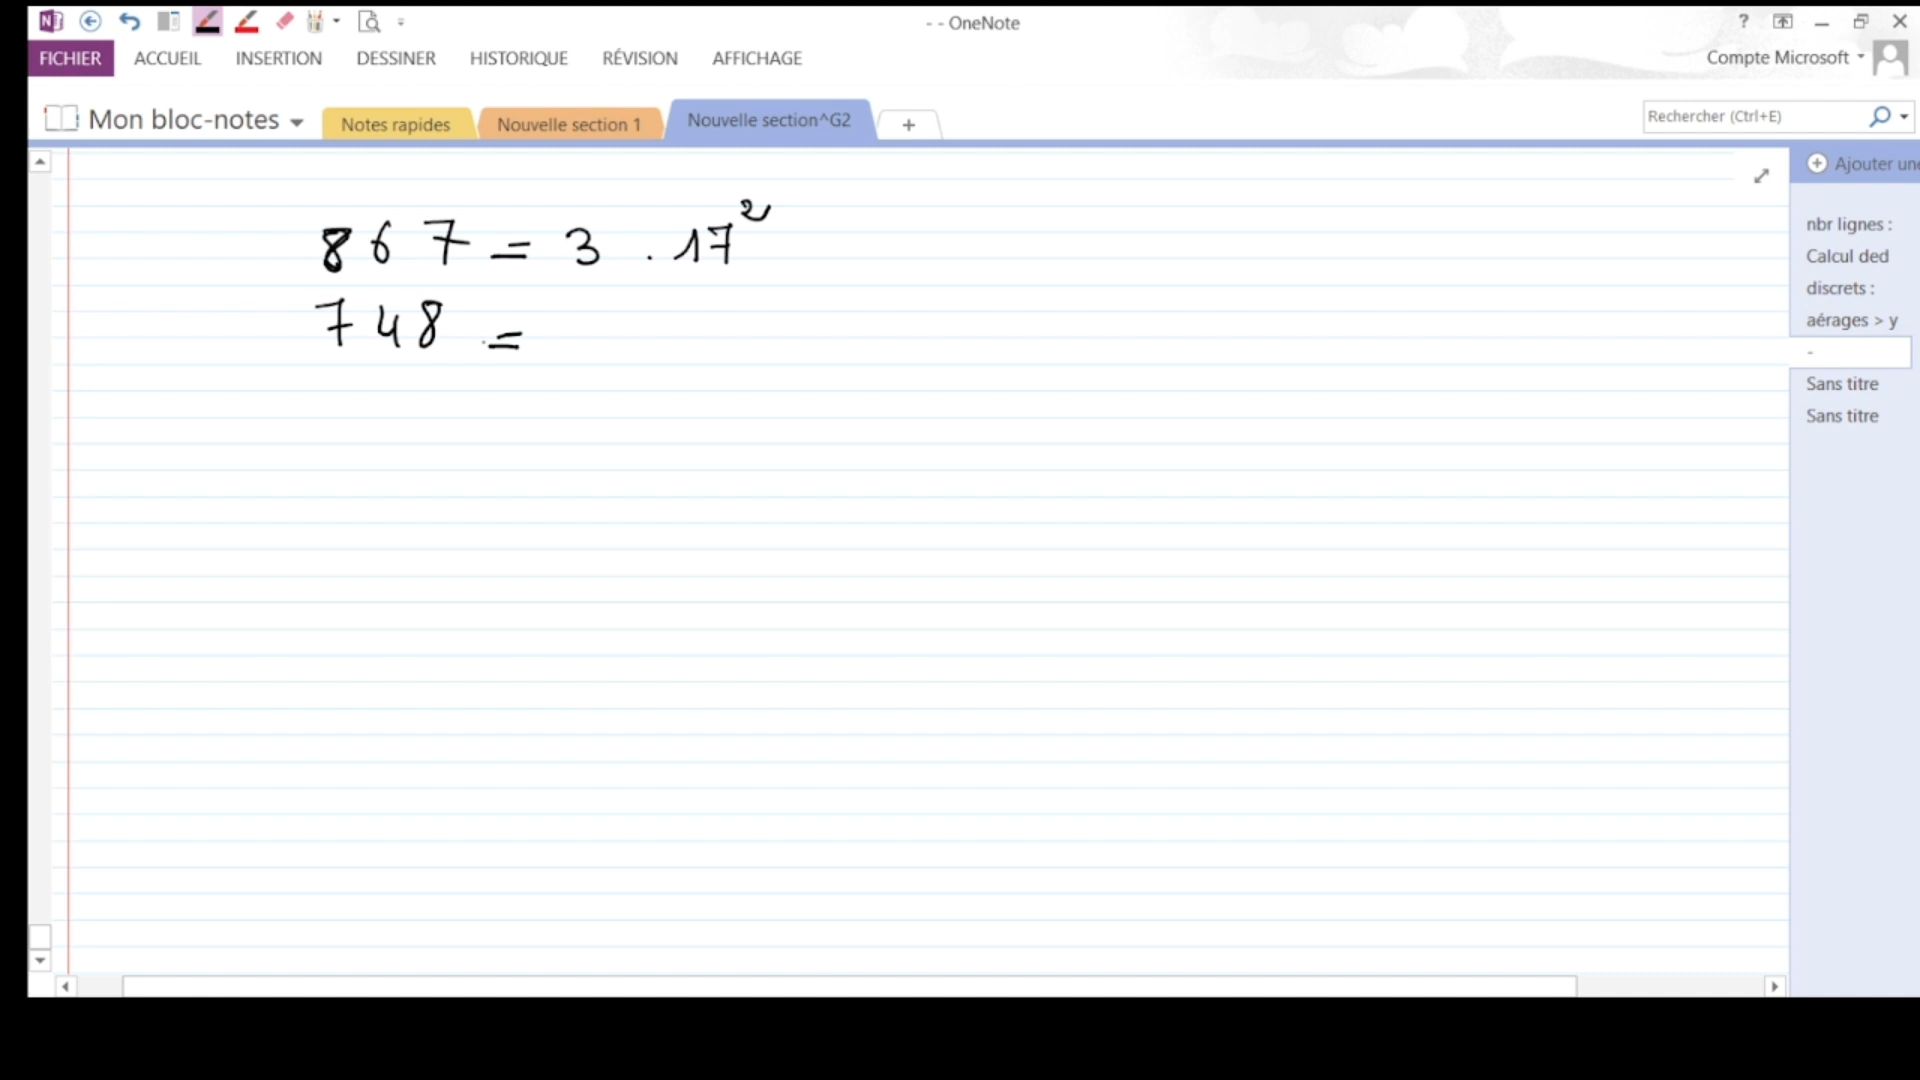 - - OneNote
?
FICHIER ACCUEIL INSERTION DESSINER HISTORIQUE RÉVISION AFFICHAGE
Compte Microsoft
Mon bloc-notes
Notes rapides
Nouvelle section 1
Nouvelle section^G2
+
Rechercher (Ctrl+E)
Ajouter une
nbr lignes :
Calcul ded
discrets :
aérages > y
-
Sans titre
Sans titre
867 = 3 . 17²
748 =